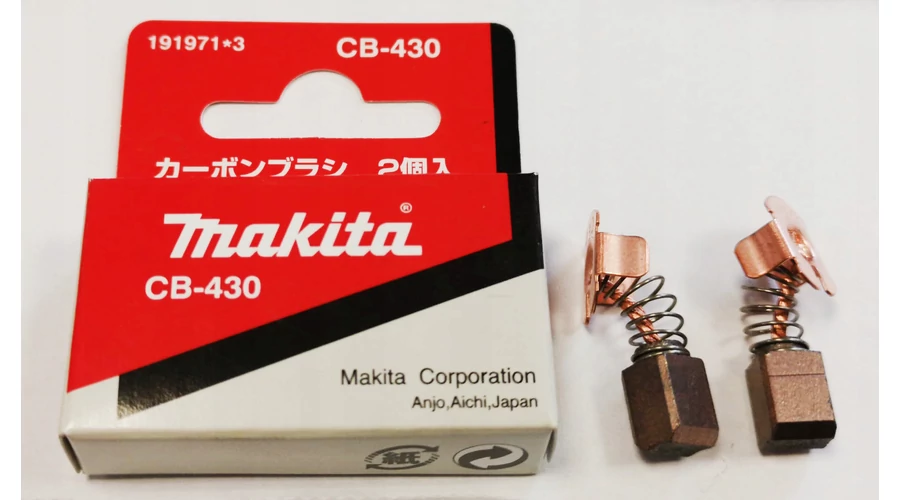 191971*3 CB-430
カーボンブラシ 2個入
makita®
CB-430
Makita Corporation
Anjo,Aichi,Japan
紙